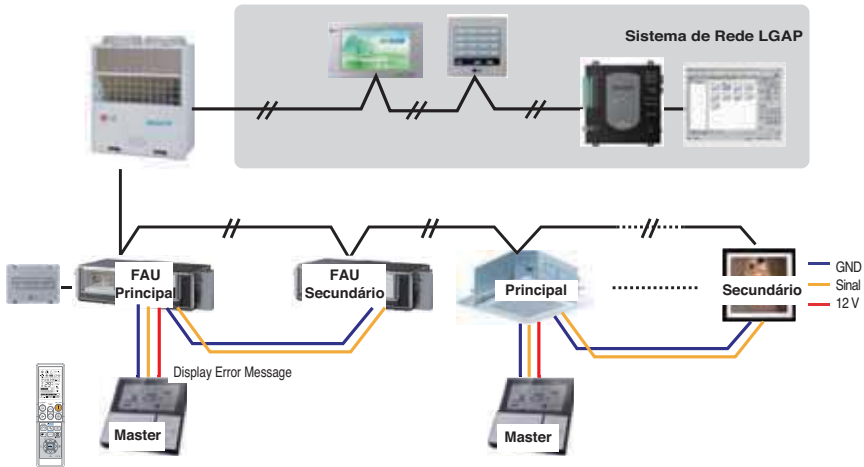 Sistema de Rede LGAP
FAU
Principal
FAU
Secundário
Principal
Secundário
GND
Sinal
12 V
Display Error Message
Master
Master